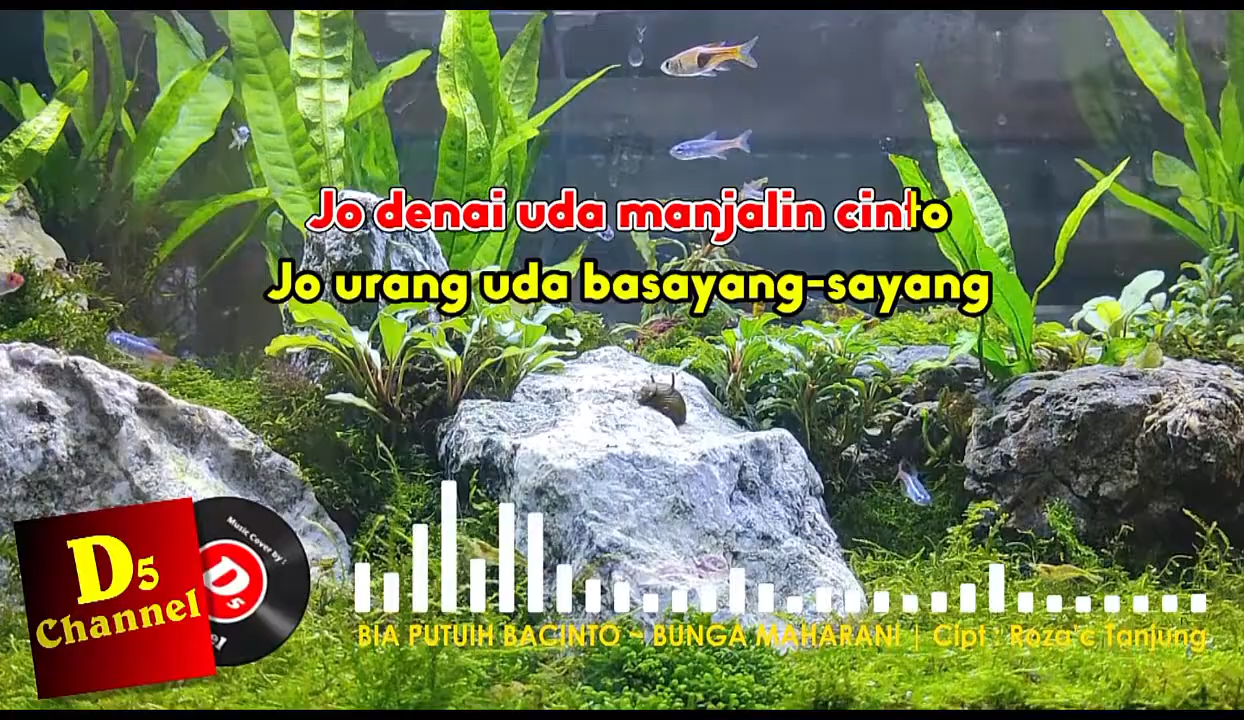 Jo denai uda manjalin cinto
Jo urang uda basayang-sayang
Music Cover by :
D5
D5
Channel
BIA PUTUIH BACINTO - BUNGA MAHARANI | Cipt : Roza'c Tanjung